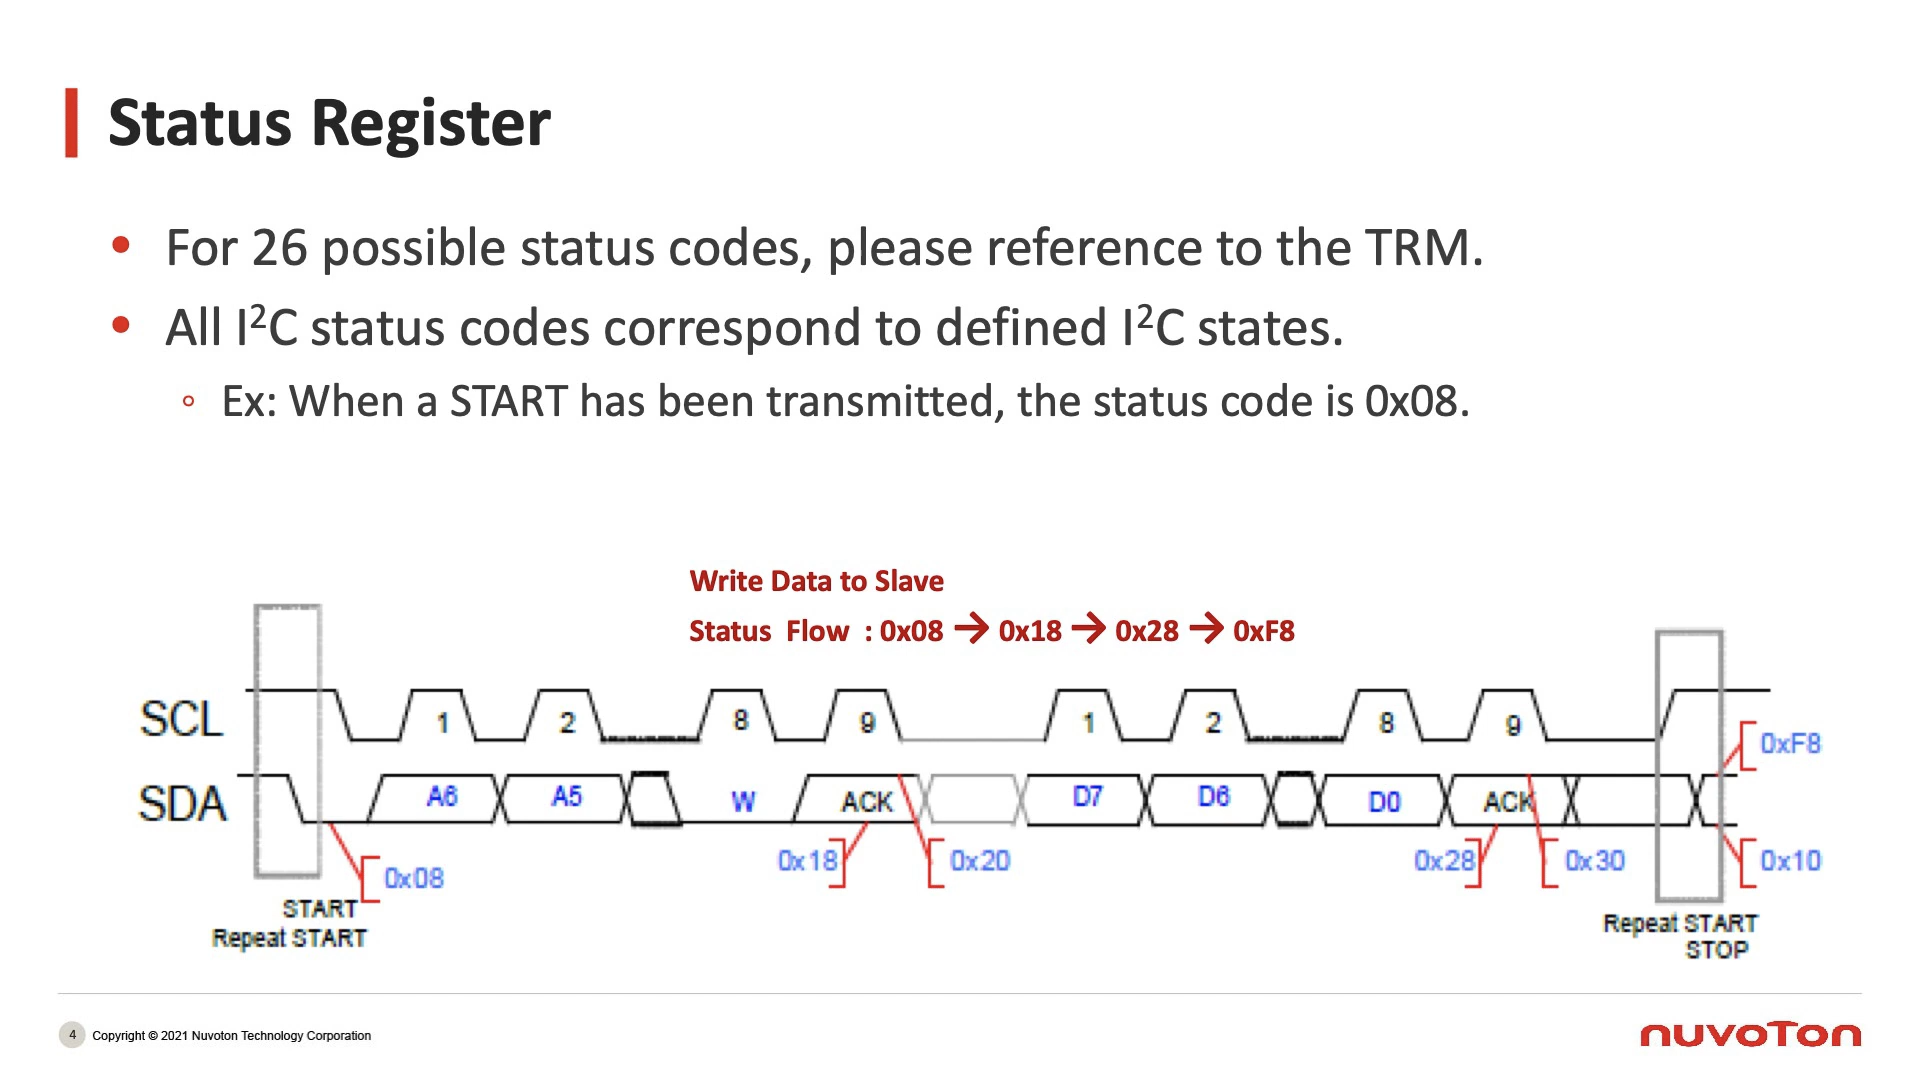 Status Register
• For 26 possible status codes, please reference to the TRM.
• All I²C status codes correspond to defined I²C states.
◦ Ex: When a START has been transmitted, the status code is 0x08.
Write Data to Slave
Status Flow : 0x08 → 0x18 → 0x28 → 0xF8
SCL 1 2 8 9 1 2 8 9
0xF8
SDA A6 A5 W ACK D7 D6 D0 ACK
0x08 0x18 0x20 0x28 0x30 0x10
START
Repeat START
Repeat START
STOP
4 Copyright © 2021 Nuvoton Technology Corporation
nuvoTon